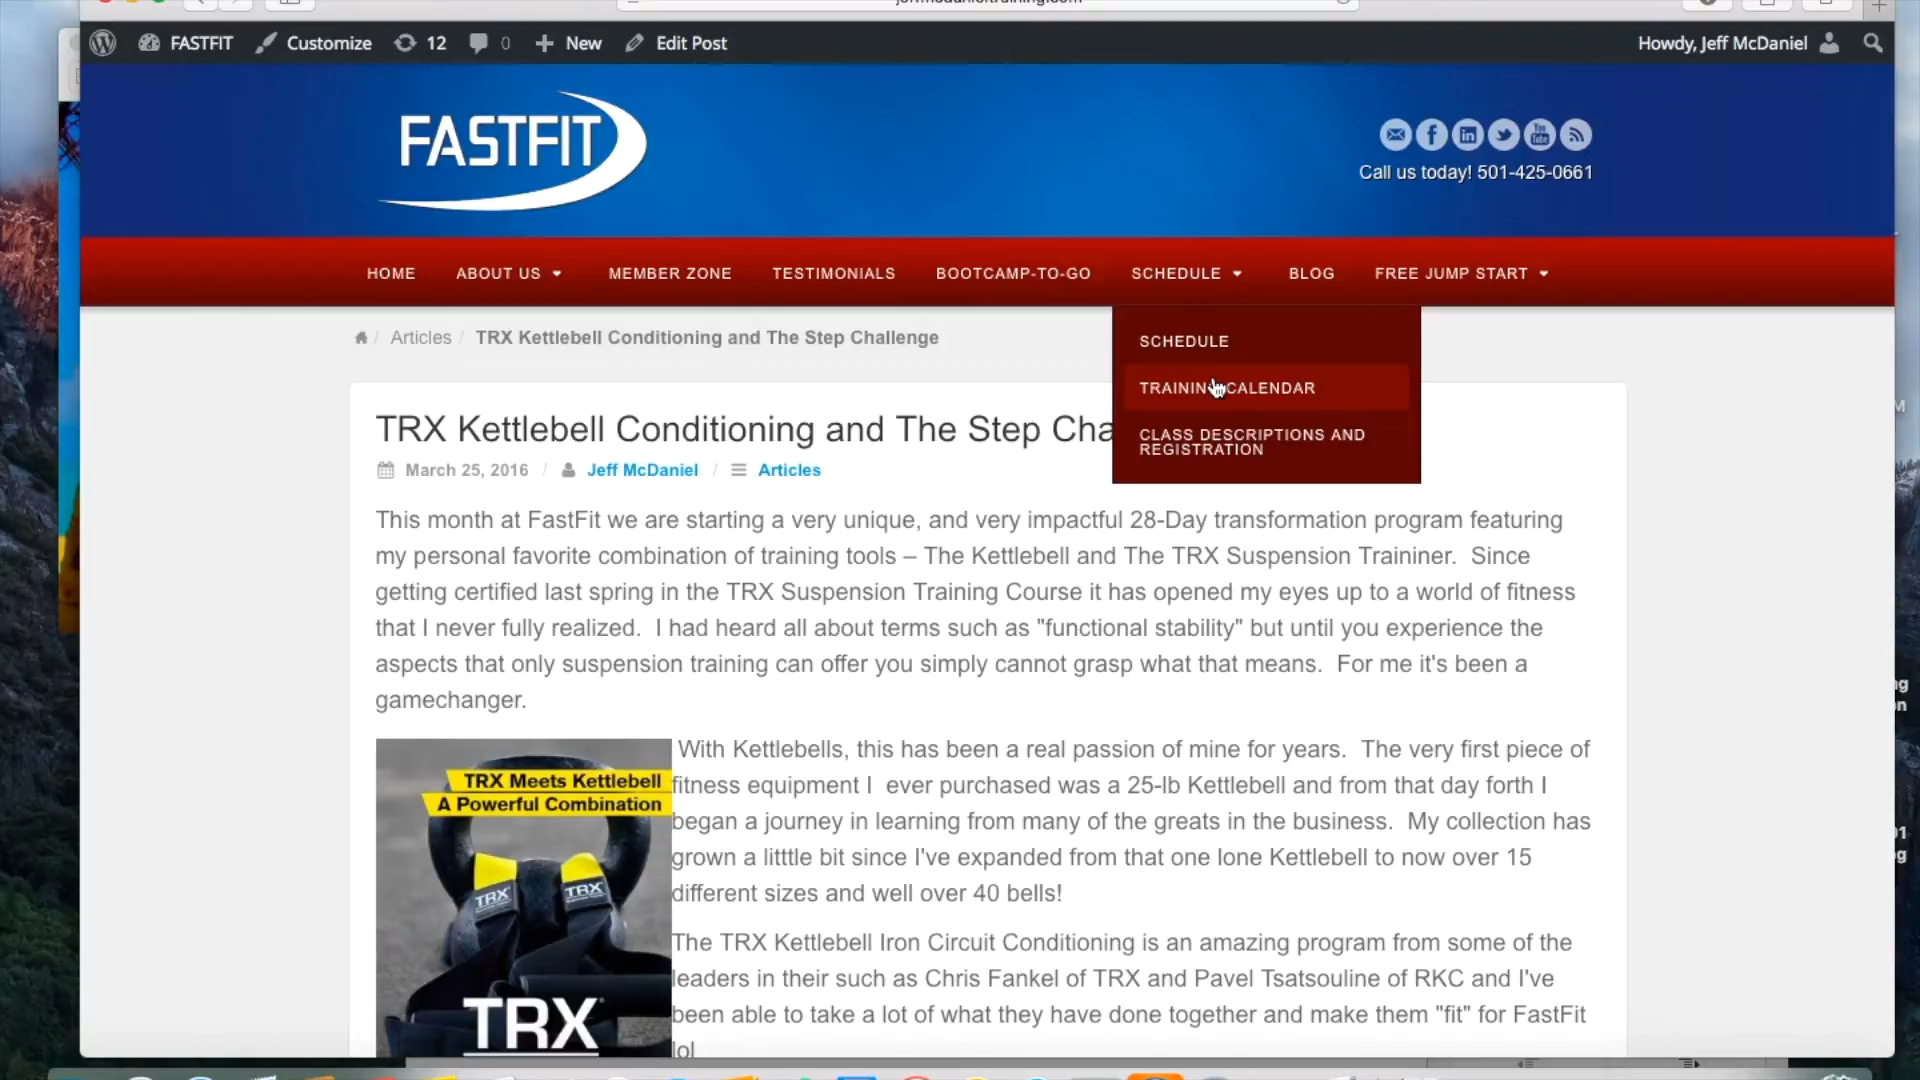 FASTFIT Customize 12 0 New Edit Post Howdy, Jeff McDaniel
FASTFIT
Call us today! 501-425-0661
HOME ABOUT US MEMBER ZONE TESTIMONIALS BOOTCAMP-TO-GO SCHEDULE BLOG FREE JUMP START
SCHEDULE
TRAINING CALENDAR
CLASS DESCRIPTIONS AND
REGISTRATION
Articles / TRX Kettlebell Conditioning and The Step Challenge
TRX Kettlebell Conditioning and The Step Cha
March 25, 2016 / Jeff McDaniel / Articles
This month at FastFit we are starting a very unique, and very impactful 28-Day transformation program featuring
my personal favorite combination of training tools – The Kettlebell and The TRX Suspension Traininer. Since
getting certified last spring in the TRX Suspension Training Course it has opened my eyes up to a world of fitness
that I never fully realized. I had heard all about terms such as "functional stability" but until you experience the
aspects that only suspension training can offer you simply cannot grasp what that means. For me it's been a
gamechanger.
With Kettlebells, this has been a real passion of mine for years. The very first piece of
fitness equipment I ever purchased was a 25-lb Kettlebell and from that day forth I
began a journey in learning from many of the greats in the business. My collection has
grown a litttle bit since I've expanded from that one lone Kettlebell to now over 15
different sizes and well over 40 bells!
The TRX Kettlebell Iron Circuit Conditioning is an amazing program from some of the
leaders in their such as Chris Fankel of TRX and Pavel Tsatsouline of RKC and I've
been able to take a lot of what they have done together and make them "fit" for FastFit
lol
TRX Meets Kettlebell
A Powerful Combination
TRX TRX
TRX